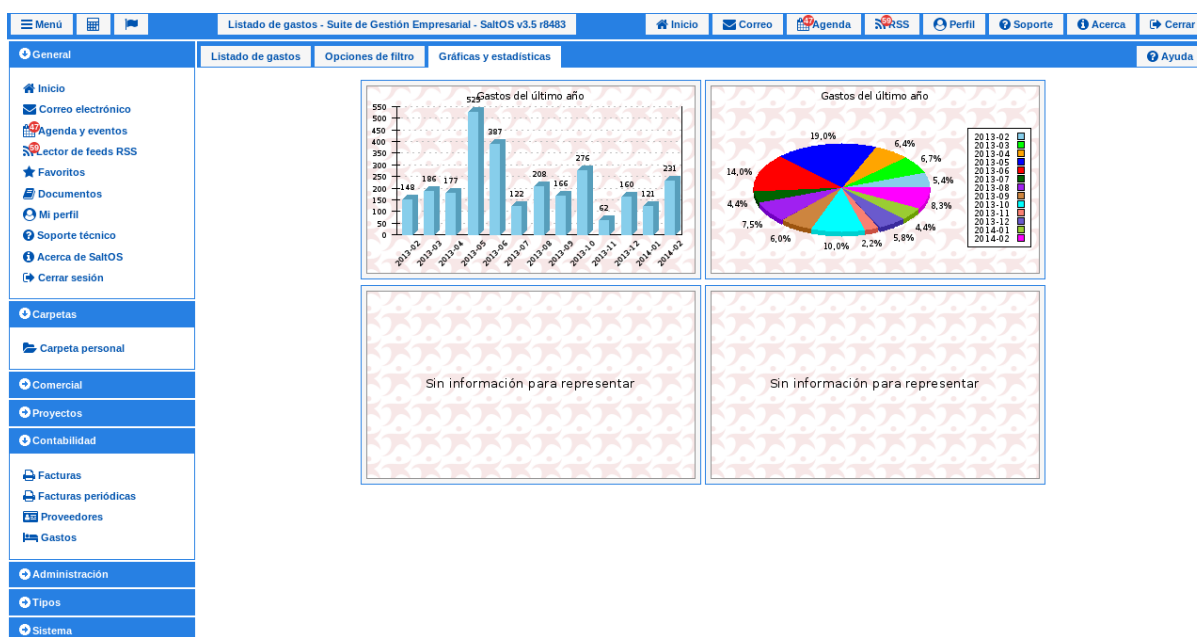 Menú
Listado de gastos - Suite de Gestión Empresarial - SaltOS v3.5 r8483
Inicio
Correo
47
Agenda
59
RSS
Perfil
Soporte
Acerca
Cerrar
General
Inicio
Correo electrónico
47
Agenda y eventos
59
Lector de feeds RSS
Favoritos
Documentos
Mi perfil
Soporte técnico
Acerca de SaltOS
Cerrar sesión
Carpetas
Carpeta personal
Comercial
Proyectos
Contabilidad
Facturas
Facturas periódicas
Proveedores
Gastos
Administración
Tipos
Sistema
Listado de gastos
Opciones de filtro
Gráficas y estadísticas
Ayuda
Gastos del último año
550
500
450
400
350
300
250
200
150
100
50
0
148
186
177
387
122
208
166
276
62
160
121
231
2013-02
2013-03
2013-04
2013-05
2013-06
2013-07
2013-08
2013-09
2013-10
2013-11
2013-12
2014-01
2014-02
Gastos del último año
19,0%
6,4%
6,7%
5,4%
8,3%
4,4%
5,8%
2,2%
10,0%
6,0%
7,5%
4,4%
14,0%
2013-02
2013-03
2013-04
2013-05
2013-06
2013-07
2013-08
2013-09
2013-10
2013-11
2013-12
2014-01
2014-02
Sin información para representar
Sin información para representar